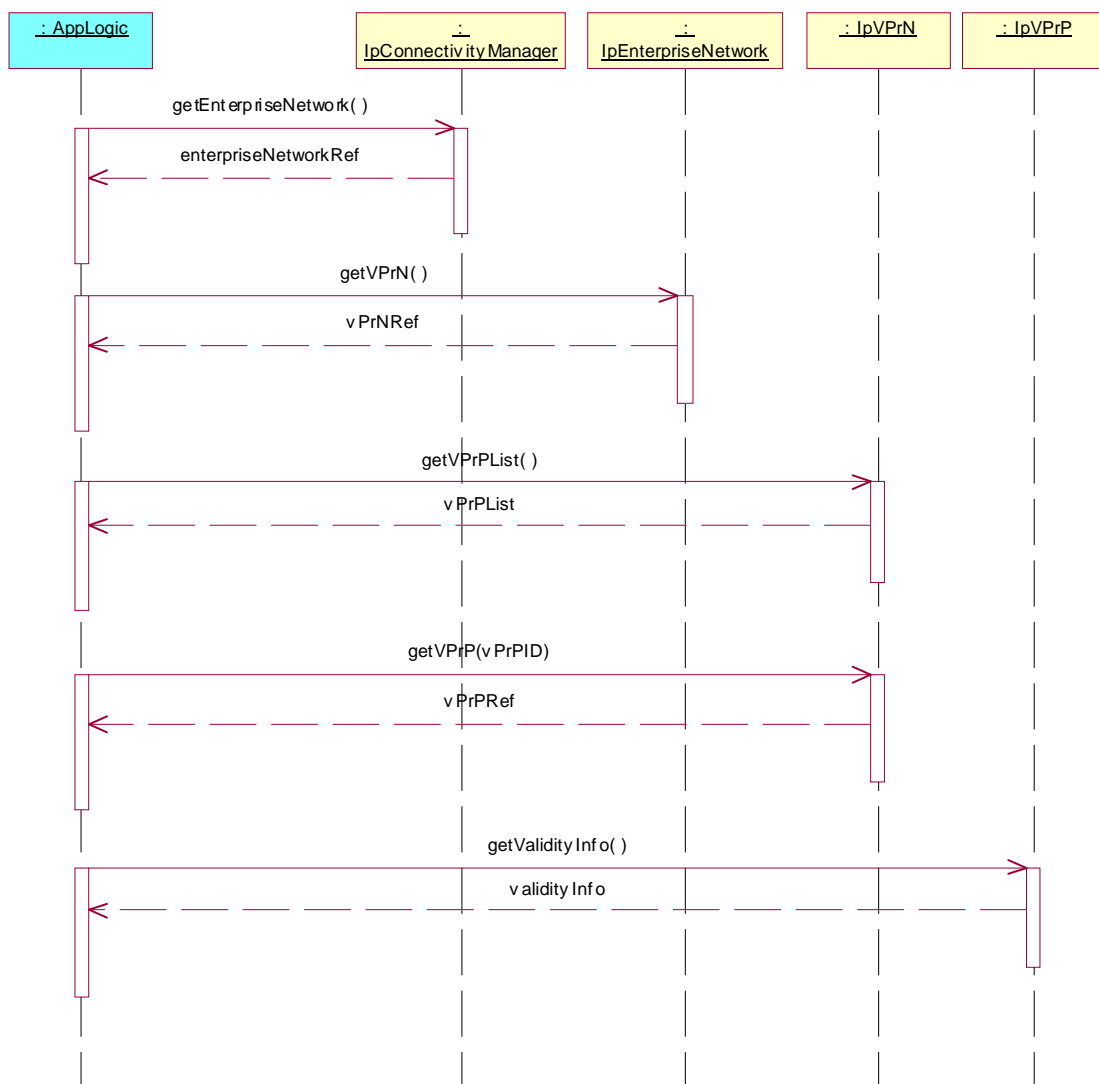 : AppLogic
:
IpConnectivityManager
:
IpEnterpriseNetwork
: IpVPrN
: IpVPrP
getEnterpriseNetwork( )
enterpriseNetworkRef
getVPrN( )
vPrNRef
getVPrPList( )
vPrPList
getVPrP(vPrPID)
vPrPRef
getValidityInfo( )
validityInfo